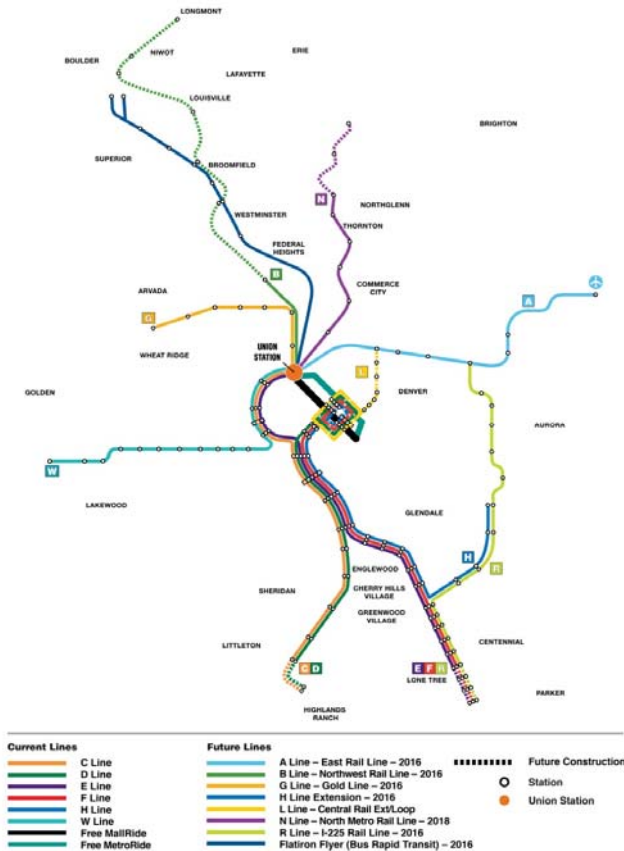 LONGMONT
NIWOT
ERIE
BOULDER
LAFAYETTE
LOUISVILLE
BRIGHTON
SUPERIOR
BROOMFIELD
N
NORTHGLENN
WESTMINSTER
THORNTON
FEDERAL
HEIGHTS
B
COMMERCE
CITY
ARVADA
A
G
UNION
STATION
WHEAT RIDGE
L
DENVER
GOLDEN
AURORA
W
LAKEWOOD
GLENDALE
H
R
ENGLEWOOD
SHERIDAN
CHERRY HILLS
VILLAGE
GREENWOOD
VILLAGE
LITTLETON
CENTENNIAL
C D
E F R
LONE TREE
PARKER
HIGHLANDS
RANCH
Current Lines
C Line
D Line
E Line
F Line
H Line
W Line
Free MallRide
Free MetroRide
Future Lines
A Line – East Rail Line – 2016
B Line – Northwest Rail Line – 2016
G Line – Gold Line – 2016
H Line Extension – 2016
L Line – Central Rail Ext/Loop
N Line – North Metro Rail Line – 2018
R Line – I-225 Rail Line – 2016
Flatiron Flyer (Bus Rapid Transit) – 2016
Future Construction
Station
Union Station